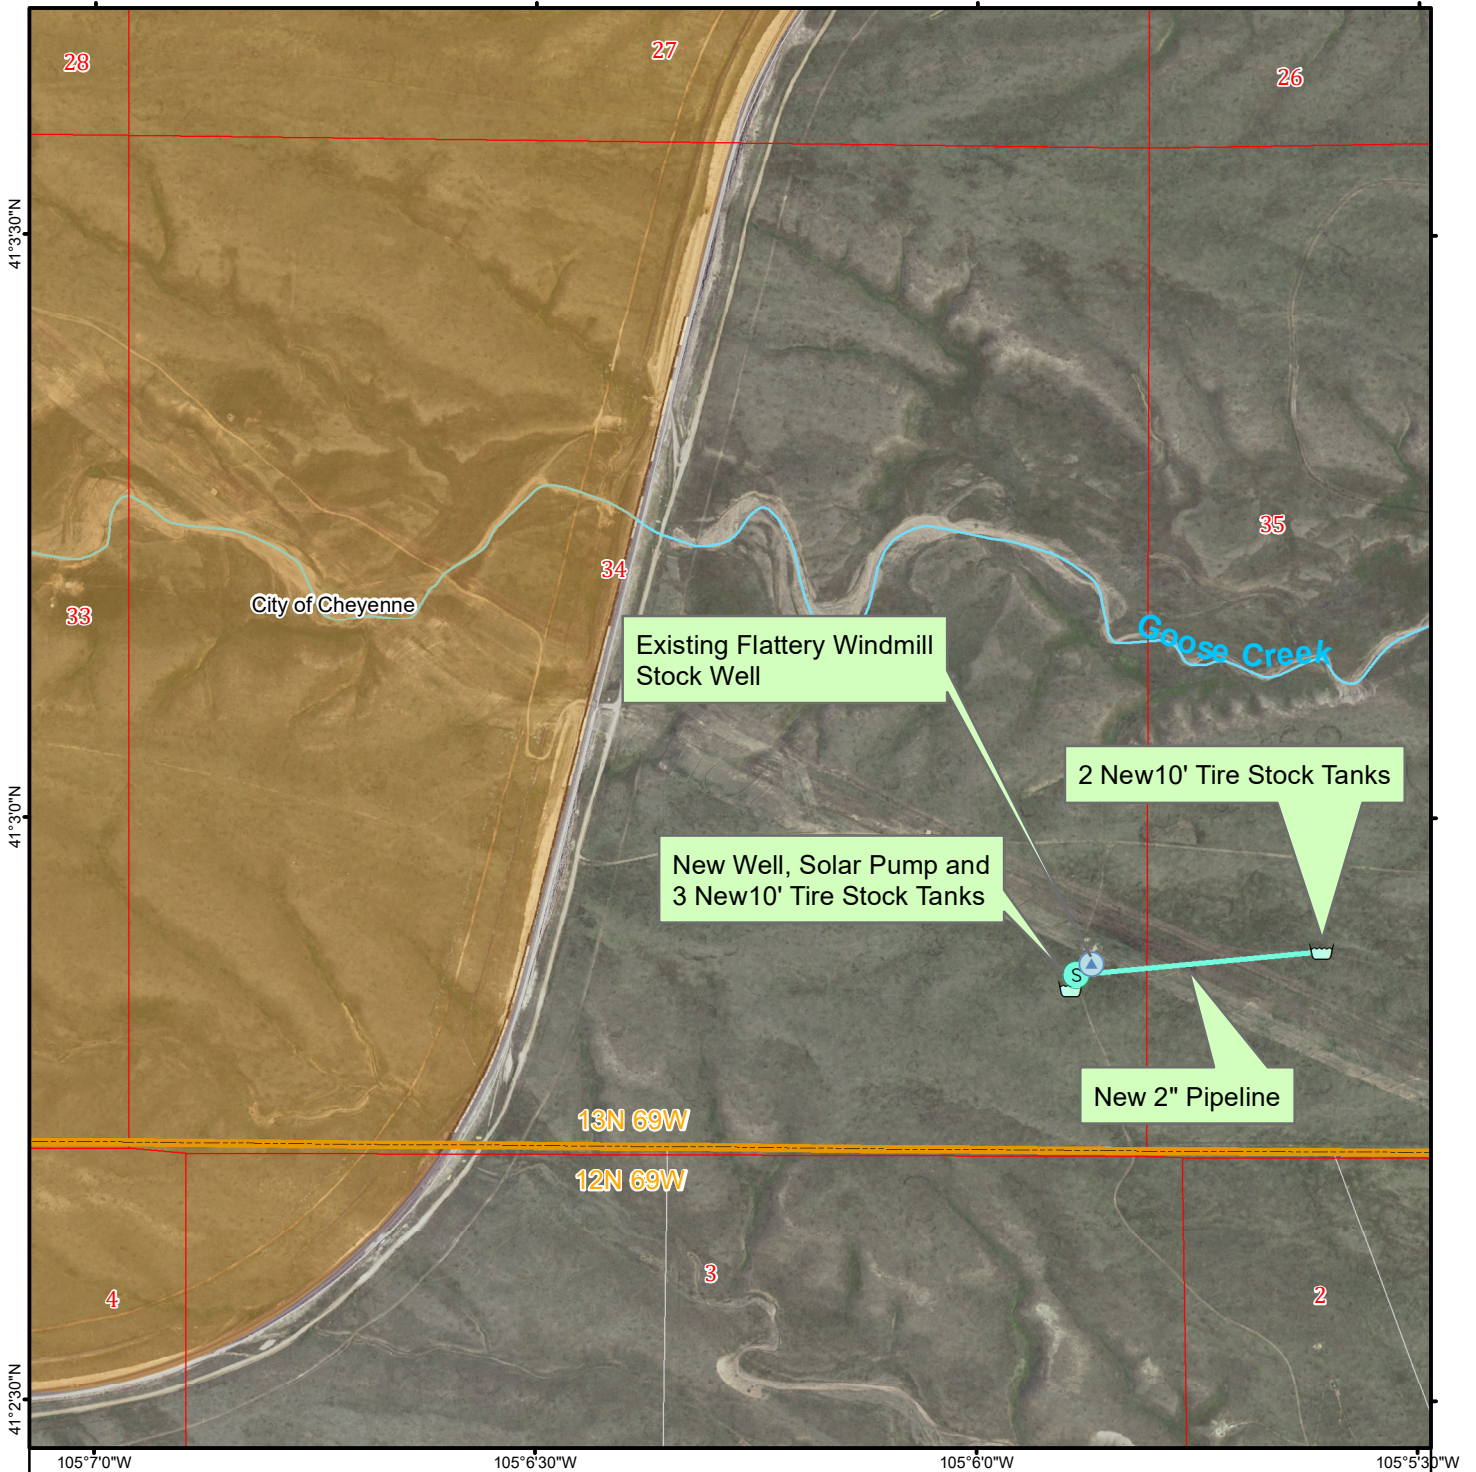 28
27
26
41°3'30"N
35
34
City of Cheyenne
33
Goose Creek
Existing Flattery Windmill
Stock Well
2 New10' Tire Stock Tanks
41°3'0"N
New Well, Solar Pump and
3 New10' Tire Stock Tanks
S
New 2" Pipeline
13N 69W
12N 69W
3
4
2
41°2'30"N
105°7'0"W
105°6'30"W
105°6'0"W
105°5'30"W